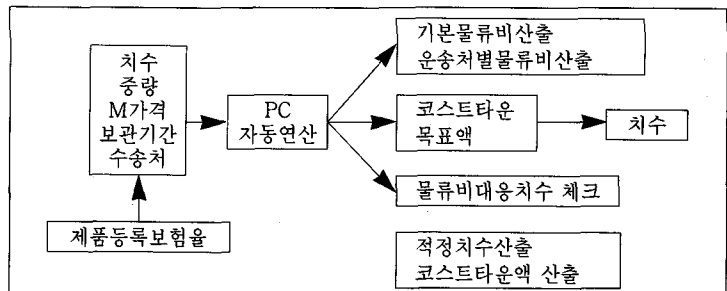 치수
중량
M가격
보관기간
수송처
제품등록보험율
PC
자동연산
기본물류비산출
운송처별물류비산출
코스트타운
목표액
치수
물류비대응치수 체크
적정치수산출
코스트타운액 산출